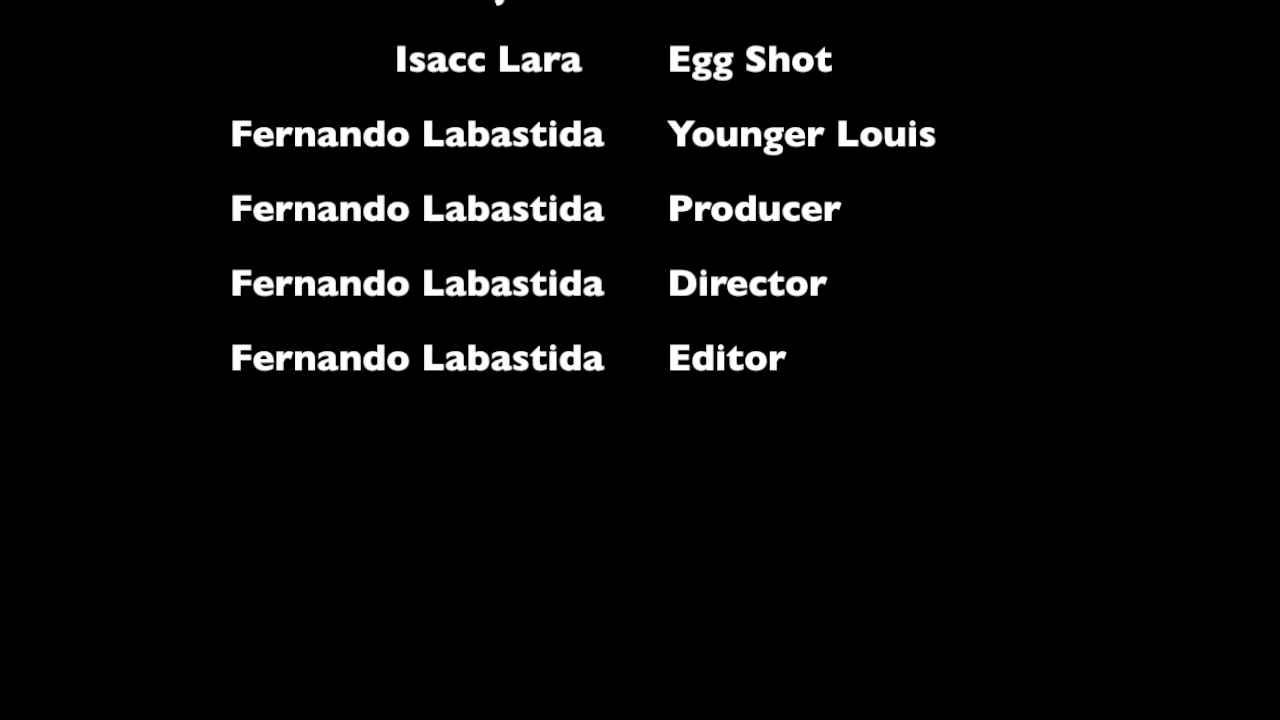 Isacc Lara Egg Shot
Fernando Labastida Younger Louis
Fernando Labastida Producer
Fernando Labastida Director
Fernando Labastida Editor